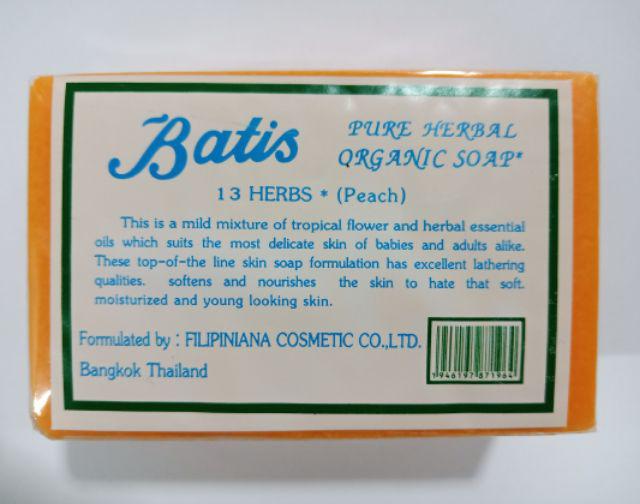 Batis
PURE HERBAL
ORGANIC SOAP*
13 HERBS * (Peach)
This is a mild mixture of tropical flower and herbal essential
oils which suits the most delicate skin of babies and adults alike.
These top-of-the line skin soap formulation has excellent lathering
qualities. softens and nourishes the skin to hate that soft.
moisturized and young looking skin.
Formulated by : FILIPINIANA COSMETIC CO.,LTD.
Bangkok Thailand
1 946197 871964